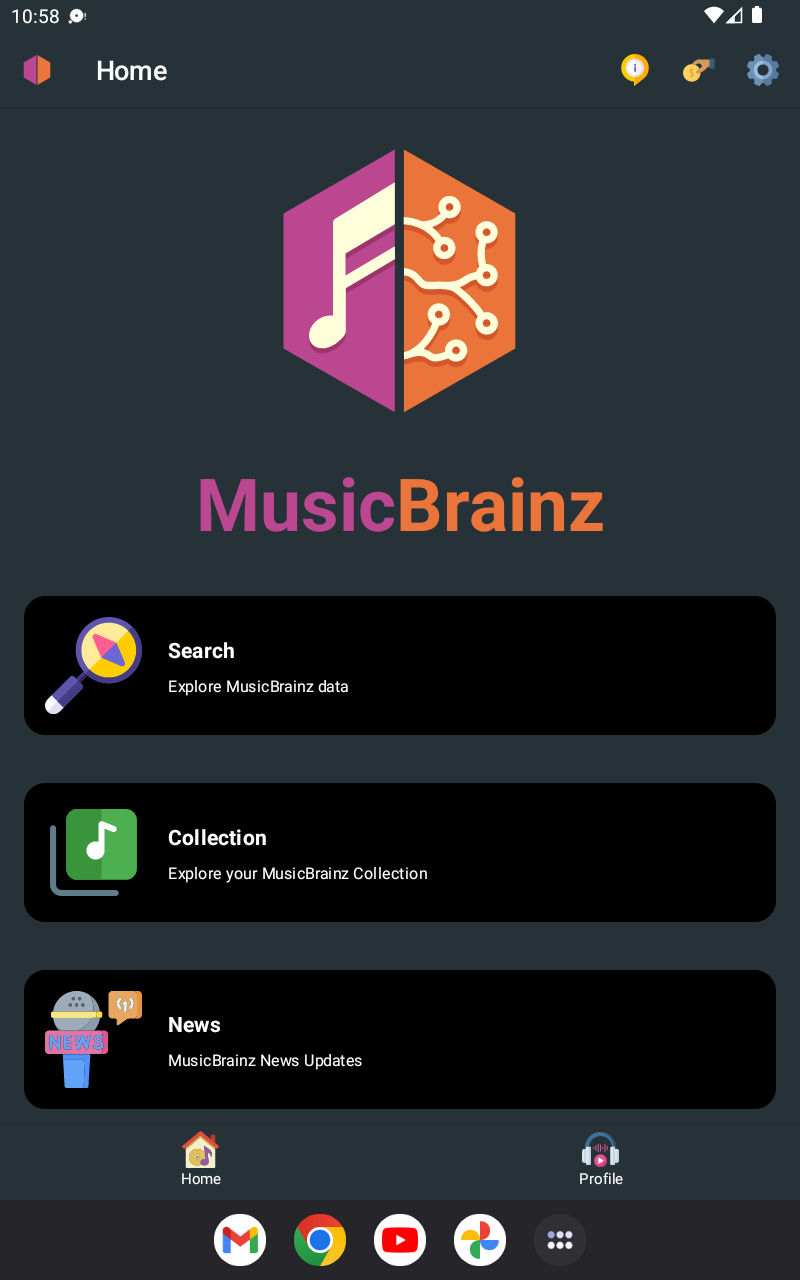 10:58
Home
MusicBrainz
Search
Explore MusicBrainz data
Collection
Explore your MusicBrainz Collection
NEWS
News
MusicBrainz News Updates
Home
Profile